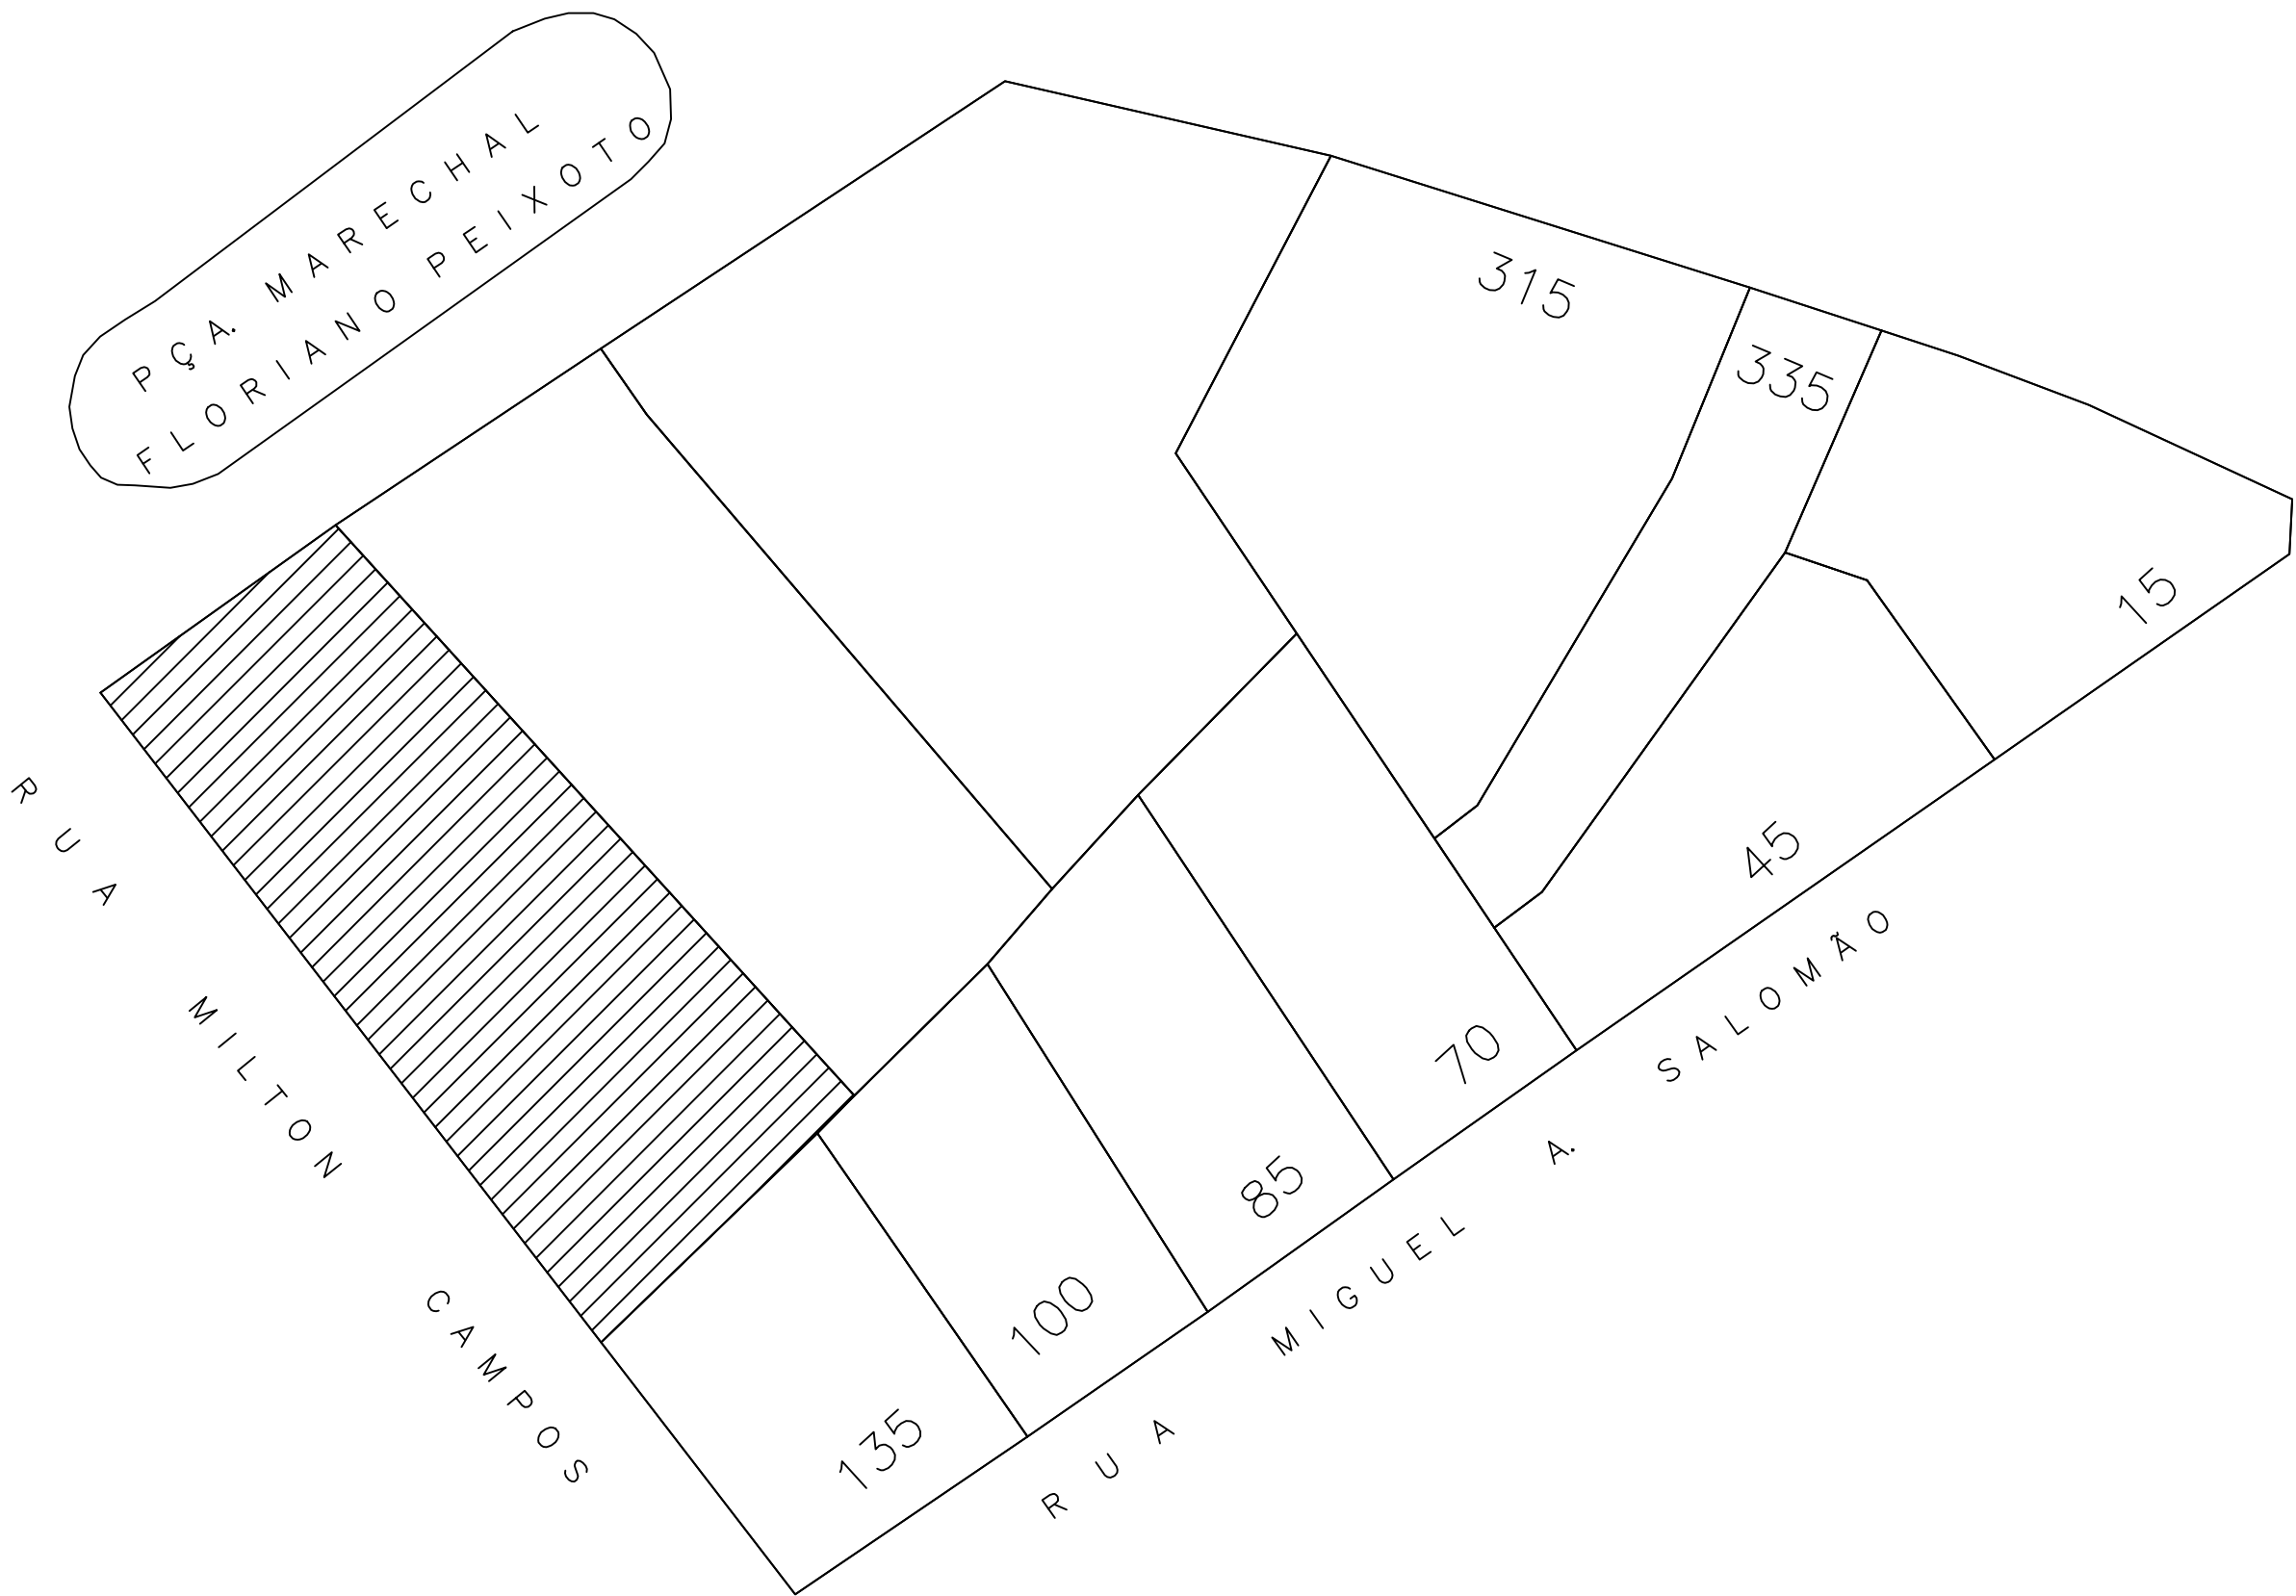 PÇA. MARECHAL
FLORIANO PEIXOTO
315
335
15
45
70
85
100
135
RUA MILTON CAMPOS
RUA MIGUEL A. SALOMÃO